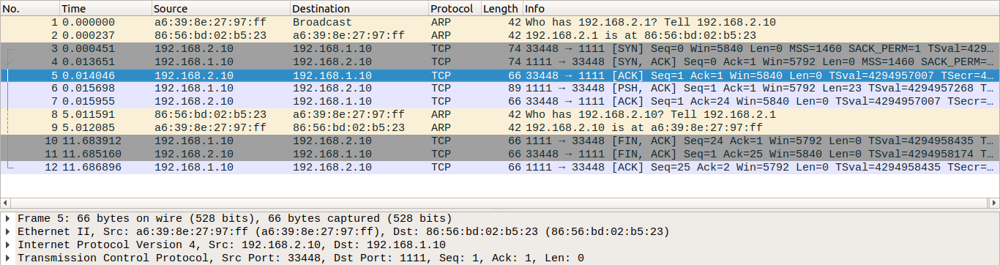 No. Time Source Destination Protocol Length Info
1 0.000000 a6:39:8e:27:97:ff Broadcast ARP 42 Who has 192.168.2.1? Tell 192.168.2.10
2 0.000237 86:56:bd:02:b5:23 a6:39:8e:27:97:ff ARP 42 192.168.2.1 is at 86:56:bd:02:b5:23
3 0.000451 192.168.2.10 192.168.1.10 TCP 74 33448 → 1111 [SYN] Seq=0 Win=5840 Len=0 MSS=1460 SACK_PERM=1 TSval=429…
4 0.013651 192.168.1.10 192.168.2.10 TCP 74 1111 → 33448 [SYN, ACK] Seq=0 Ack=1 Win=5792 Len=0 MSS=1460 SACK_PERM=…
5 0.014046 192.168.2.10 192.168.1.10 TCP 66 33448 → 1111 [ACK] Seq=1 Ack=1 Win=5840 Len=0 TSval=4294957007 TSecr=4…
6 0.015698 192.168.1.10 192.168.2.10 TCP 89 1111 → 33448 [PSH, ACK] Seq=1 Ack=1 Win=5792 Len=23 TSval=4294957268 T…
7 0.015955 192.168.2.10 192.168.1.10 TCP 66 33448 → 1111 [ACK] Seq=1 Ack=24 Win=5840 Len=0 TSval=4294957007 TSecr=…
8 5.011591 86:56:bd:02:b5:23 a6:39:8e:27:97:ff ARP 42 Who has 192.168.2.10? Tell 192.168.2.1
9 5.012085 a6:39:8e:27:97:ff 86:56:bd:02:b5:23 ARP 42 192.168.2.10 is at a6:39:8e:27:97:ff
10 11.683912 192.168.1.10 192.168.2.10 TCP 66 1111 → 33448 [FIN, ACK] Seq=24 Ack=1 Win=5792 Len=0 TSval=4294958435 T…
11 11.685160 192.168.2.10 192.168.1.10 TCP 66 33448 → 1111 [FIN, ACK] Seq=1 Ack=25 Win=5840 Len=0 TSval=4294958174 T…
12 11.686896 192.168.1.10 192.168.2.10 TCP 66 1111 → 33448 [ACK] Seq=25 Ack=2 Win=5792 Len=0 TSval=4294958435 TSecr=…
Frame 5: 66 bytes on wire (528 bits), 66 bytes captured (528 bits)
Ethernet II, Src: a6:39:8e:27:97:ff (a6:39:8e:27:97:ff), Dst: 86:56:bd:02:b5:23 (86:56:bd:02:b5:23)
Internet Protocol Version 4, Src: 192.168.2.10, Dst: 192.168.1.10
Transmission Control Protocol, Src Port: 33448, Dst Port: 1111, Seq: 1, Ack: 1, Len: 0